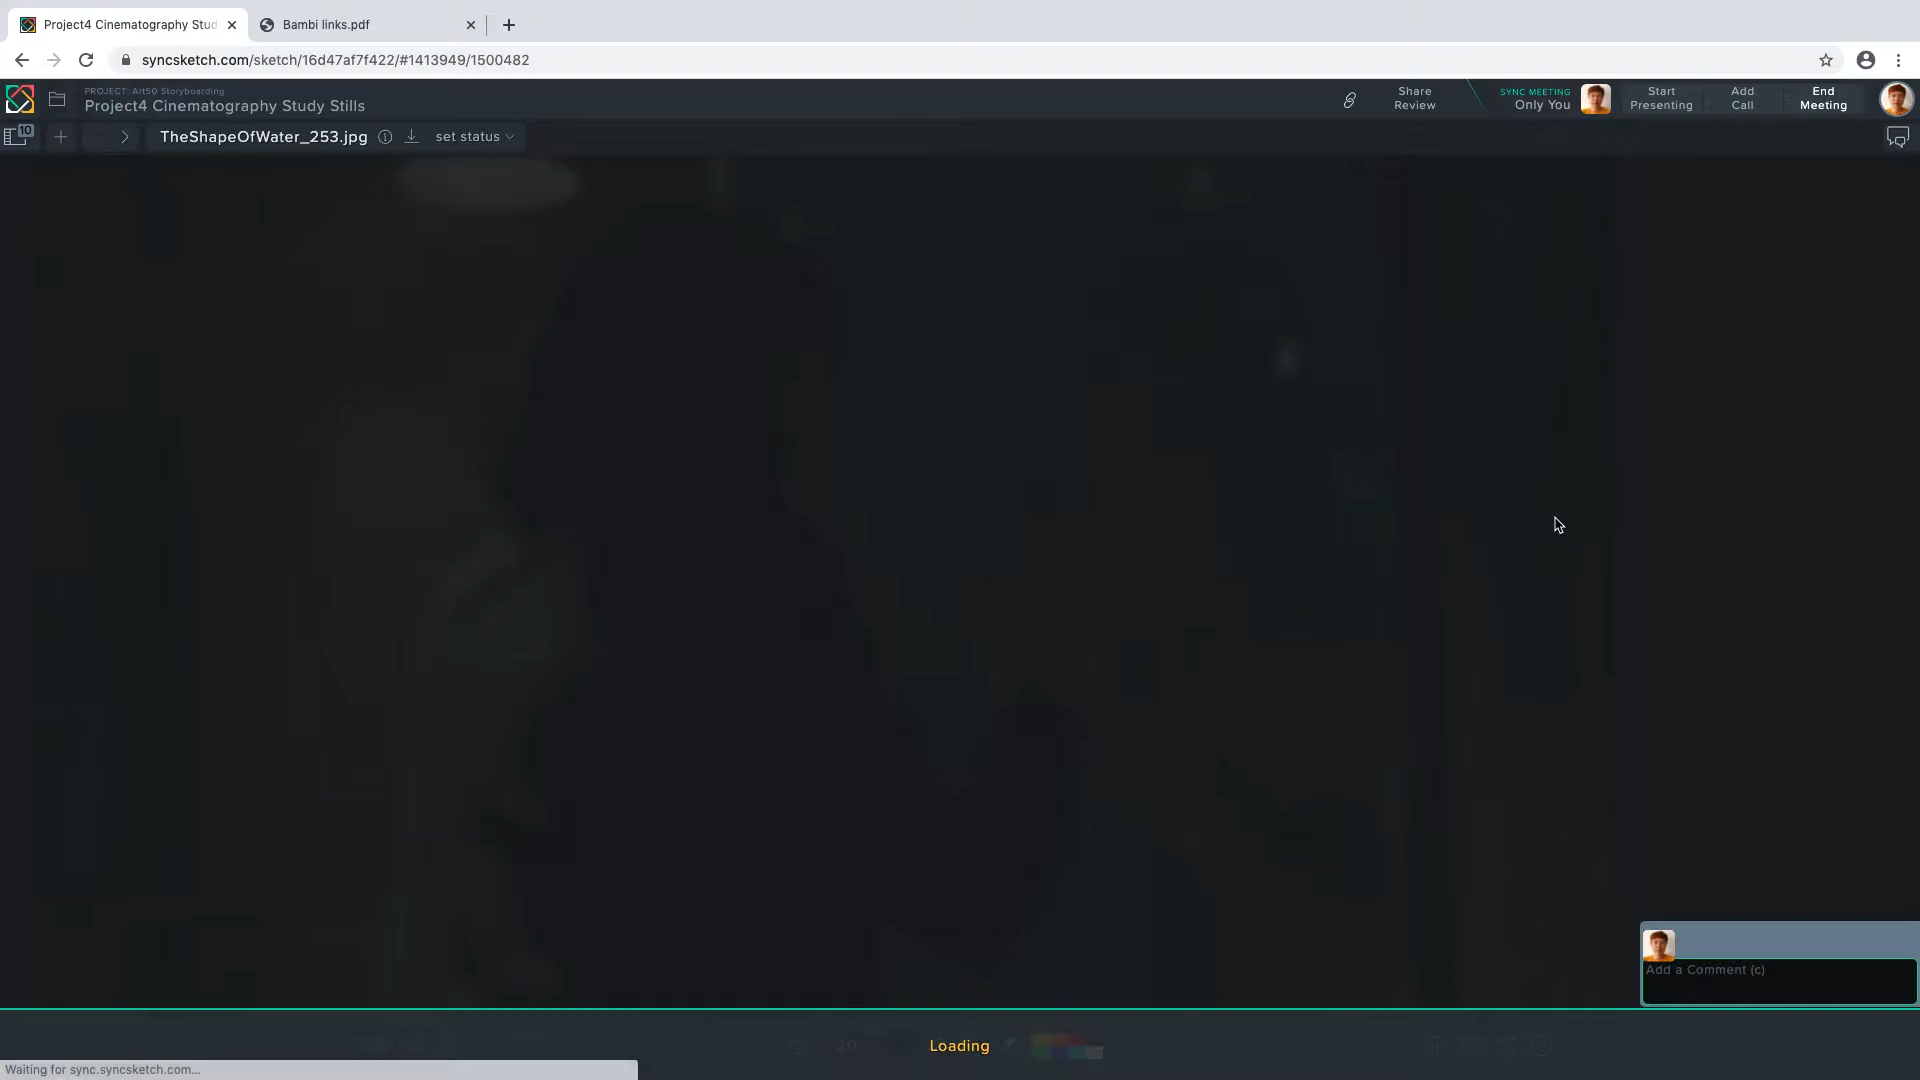 Project4 Cinematography Stud
Bambi links.pdf
syncsketch.com/sketch/16d47af7f422/#1413949/1500482
PROJECT: Art50 Storyboarding
Project4 Cinematography Study Stills
Share Review
SYNC MEETING
Only You
Start Presenting
Add Call
End Meeting
10
TheShapeOfWater_253.jpg
set status
Add a Comment (c)
20
Loading
Waiting for sync.syncsketch.com...